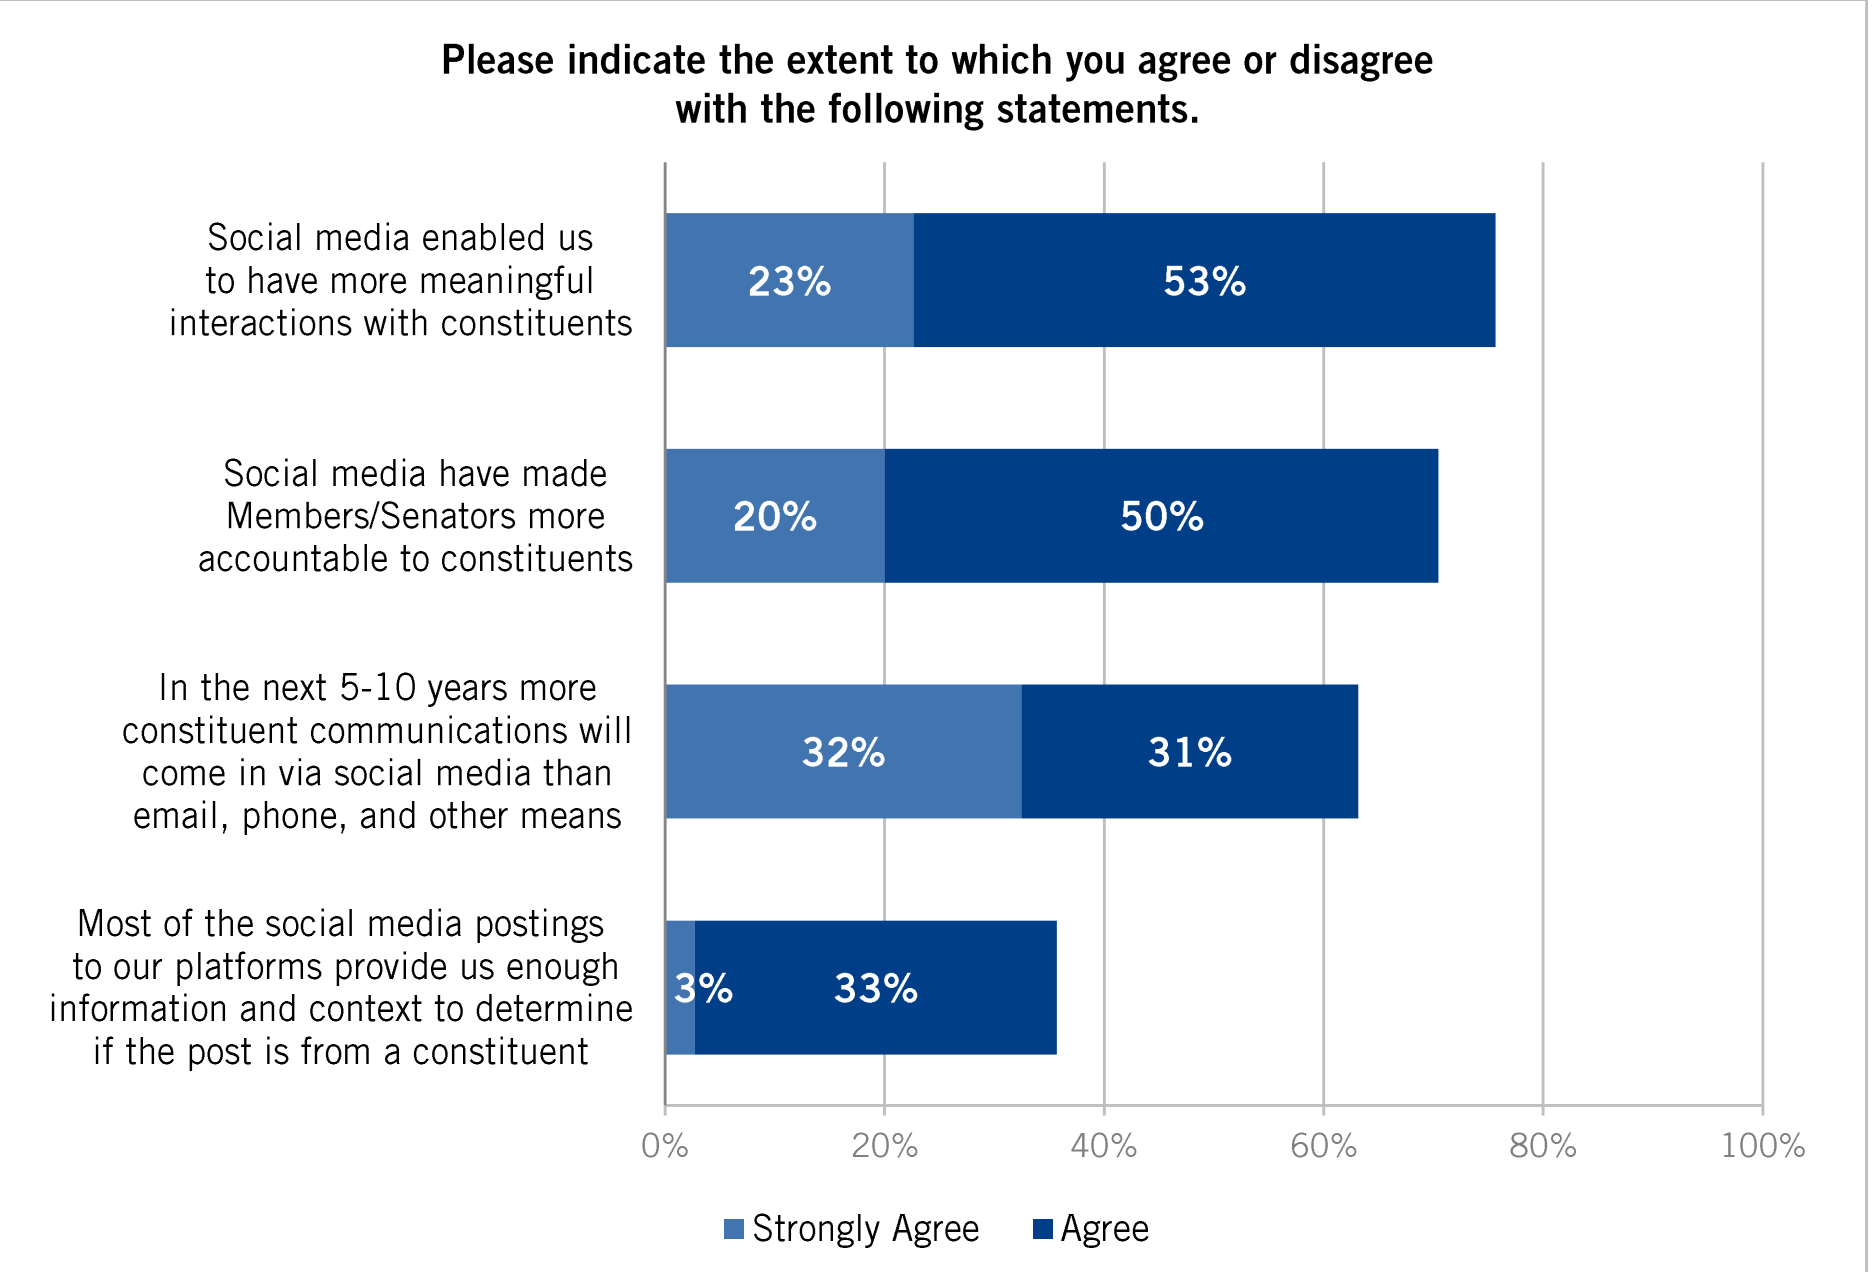 Please indicate the extent to which you agree or disagree
with the following statements.
Social media enabled us
to have more meaningful
interactions with constituents
23%
53%
Social media have made
Members/Senators more
accountable to constituents
20%
50%
In the next 5-10 years more
constituent communications will
come in via social media than
email, phone, and other means
32%
31%
Most of the social media postings
to our platforms provide us enough
information and context to determine
if the post is from a constituent
3%
33%
0%
20%
40%
60%
80%
100%
Strongly Agree
Agree